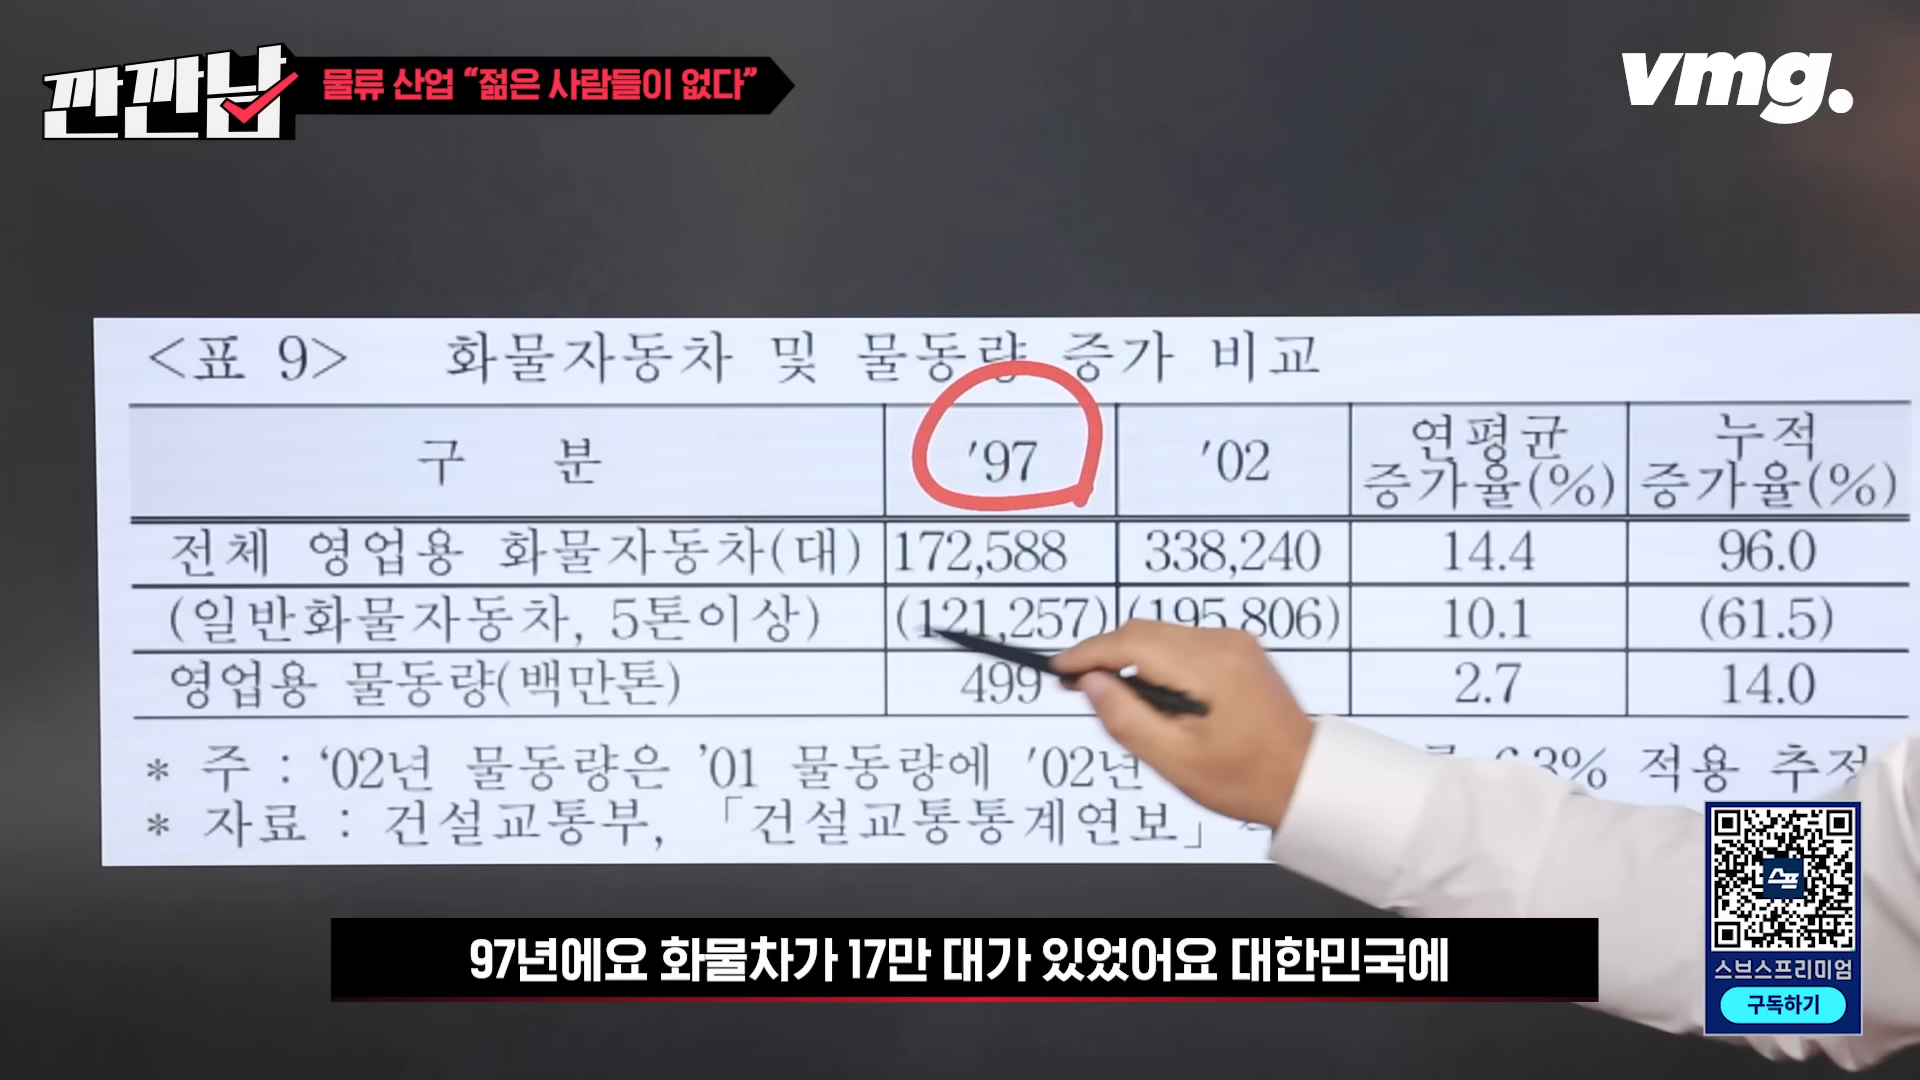 깐깐남
물류 산업 “젊은 사람들이 없다”
vmg.
<표 9> 화물자동차 및 물동량 증가 비교
구 분 '97 '02 연평균 증가율(%) 누적 증가율(%)
전체 영업용 화물자동차(대) 172,588 338,240 14.4 96.0
(일반화물자동차, 5톤이상) (121,257) (195,806) 10.1 (61.5)
영업용 물동량(백만톤) 499 2.7 14.0
* 주 : ‘02년 물동량은 ’01 물동량에 '02년 6.3% 적용 추정
* 자료 : 건설교통부, 「건설교통통계연보」
97년에요 화물차가 17만 대가 있었어요 대한민국에
스프
스브스프리미엄
구독하기